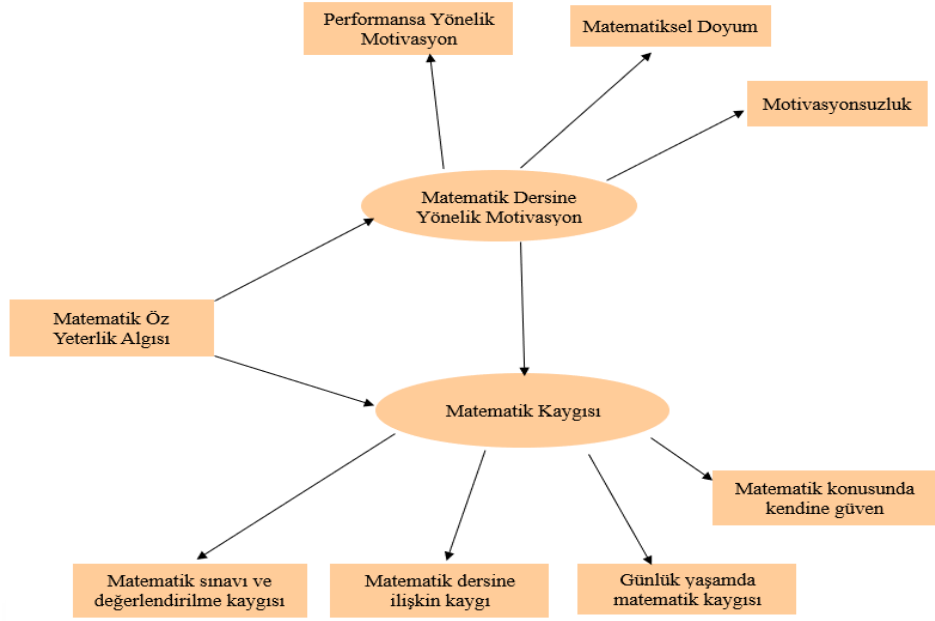 Performansa Yönelik
Motivasyon
Matematiksel Doyum
Motivasyonsuzluk
Matematik Dersine
Yönelik Motivasyon
Matematik Öz
Yeterlik Algısı
Matematik Kaygısı
Matematik konusunda
kendine güven
Matematik sınavı ve
değerlendirilme kaygısı
Matematik dersine
ilişkin kaygı
Günlük yaşamda
matematik kaygısı